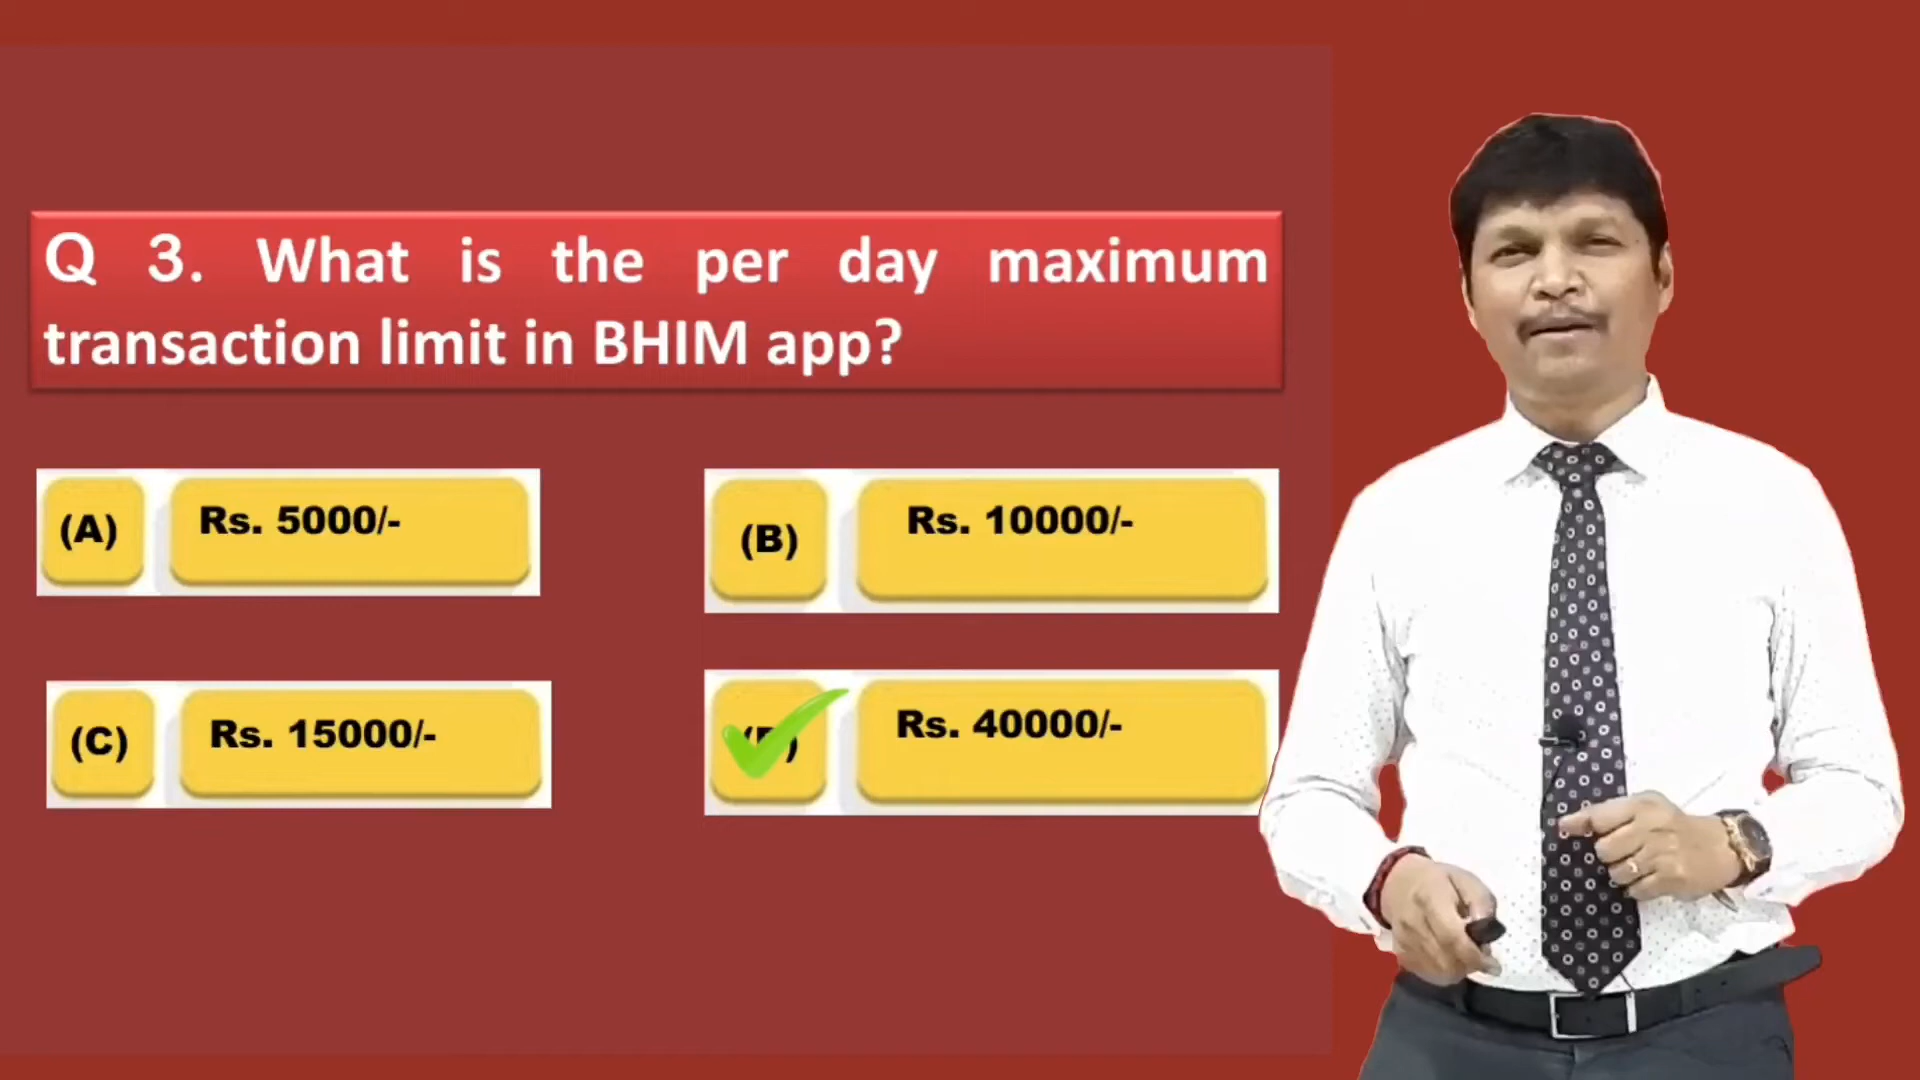 Q 3. What is the per day maximum
transaction limit in BHIM app?
(A) Rs. 5000/-
(B) Rs. 10000/-
(C) Rs. 15000/-
Rs. 40000/-